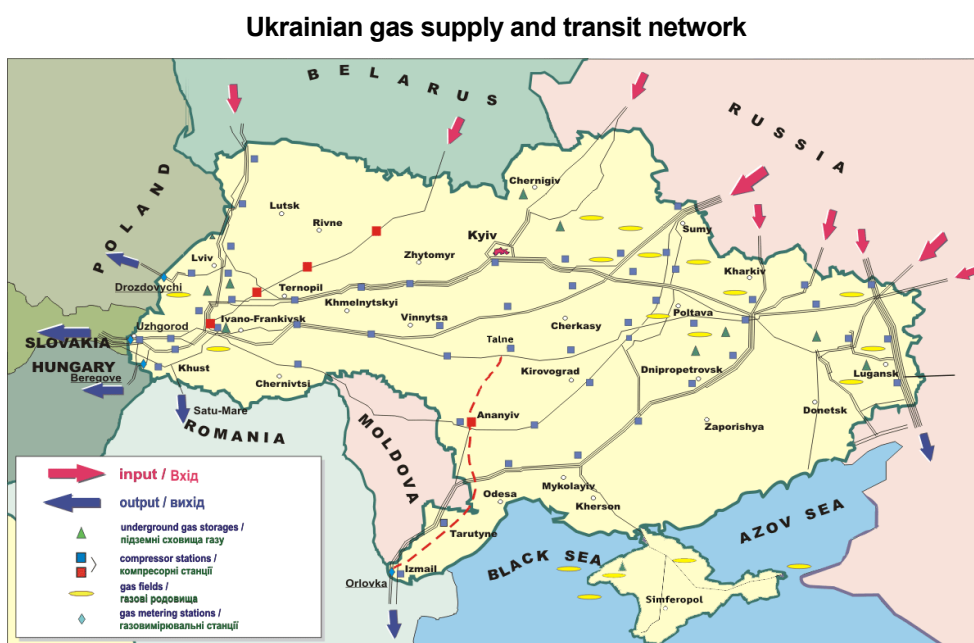 Ukrainian gas supply and transit network
BELARUS
RUSSIA
POLAND
Chernigiv
Lutsk
Rivne
Sumy
Kyiv
Lviv
Zhytomyr
Kharkiv
Drozdovychi
Ternopil
Khmelnytskyi
Ivano-Frankivsk
Vinnytsa
Poltava
Cherkasy
Uzhgorod
SLOVAKIA
Talne
HUNGARY
Khust
Kirovograd
Dnipropetrovsk
Lugansk
Beregove
Chernivtsi
Satu-Mare
Ananyiv
Donetsk
ROMANIA
MOLDOVA
Zaporishya
Mykolayiv
Odesa
Kherson
Tarutyne
AZOV SEA
BLACK SEA
Izmail
Orlovka
Simferopol
input / Вхід
output / вихід
underground gas storages /
підземні сховища газу
compressor stations /
компресорні станції
gas fields /
газові родовища
gas metering stations /
газовимірювальні станції